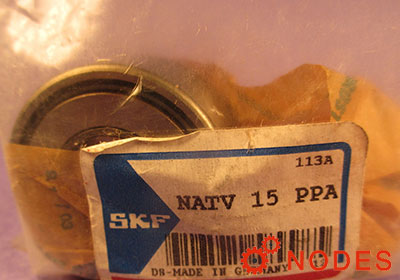 113A
NATV 15 PPA
SKF
DB-MADE IN GERMANY
NODES